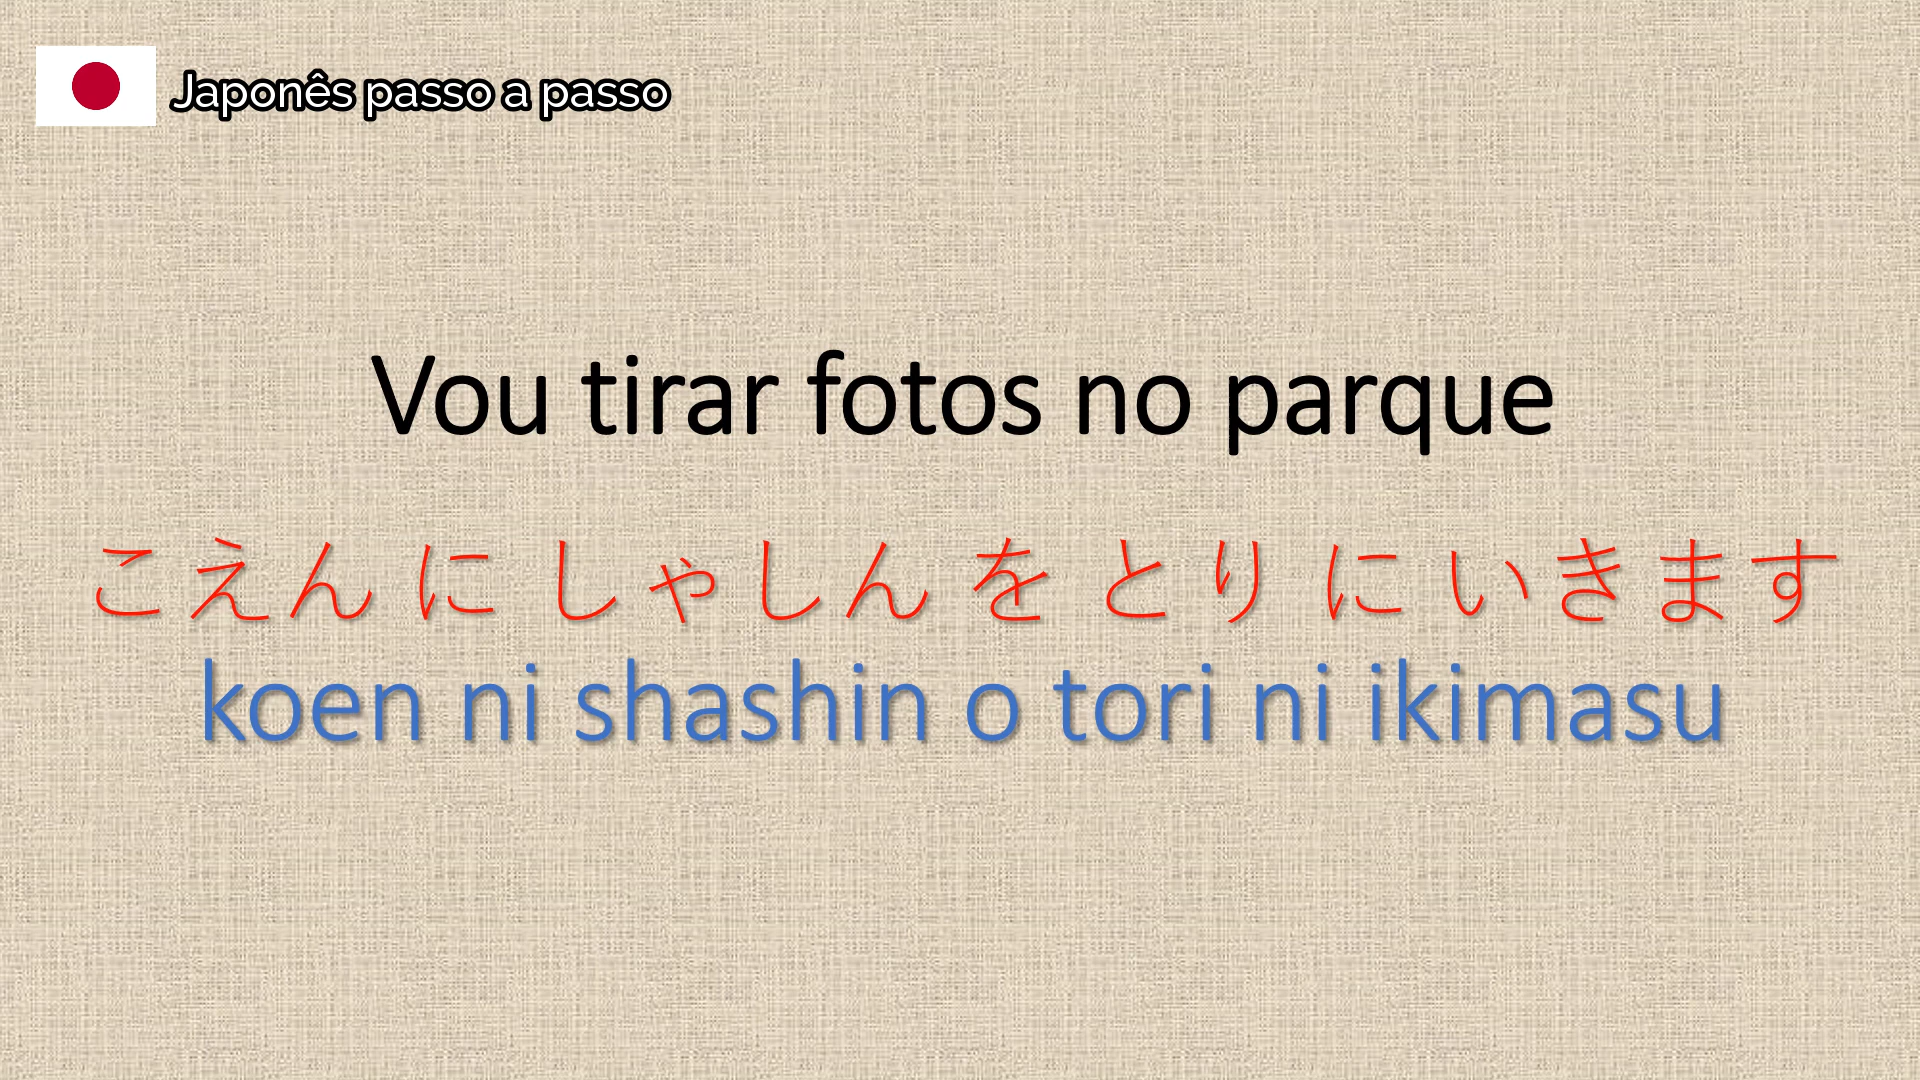 Japonês passo a passo
Vou tirar fotos no parque
こえん に しゃしん を とり に いきます
koen ni shashin o tori ni ikimasu